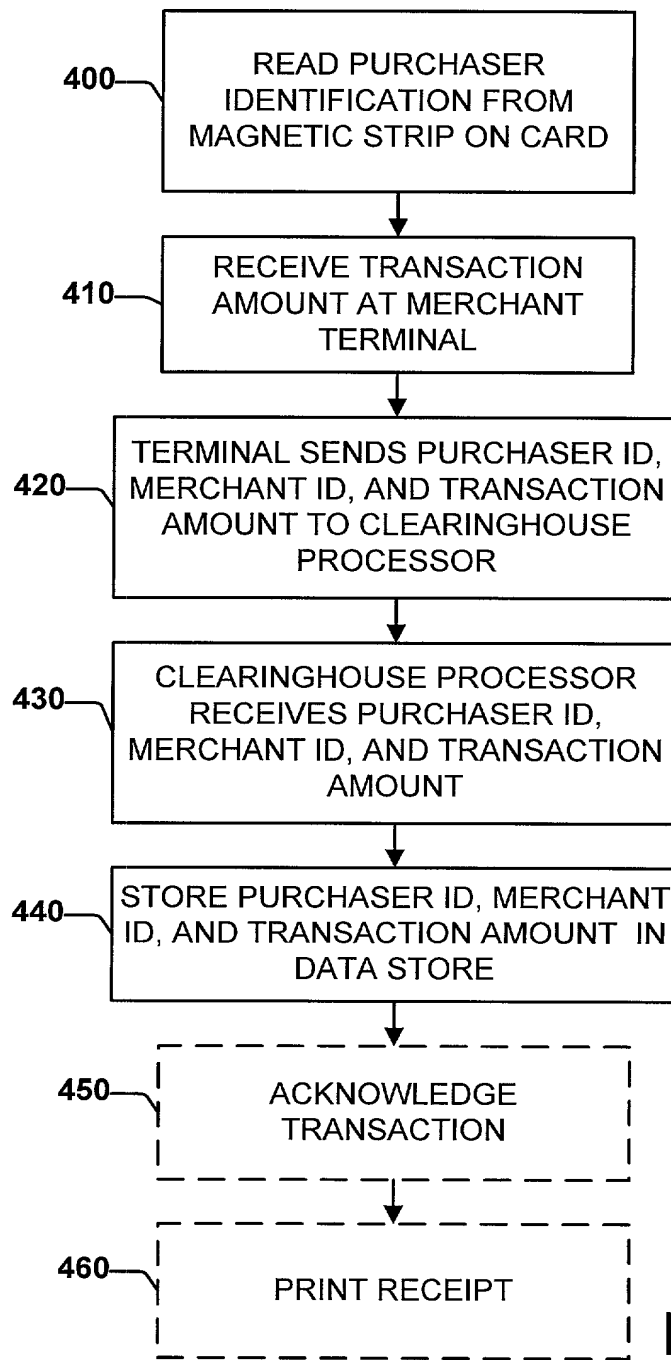 400
READ PURCHASER
IDENTIFICATION FROM
MAGNETIC STRIP ON CARD
410
RECEIVE TRANSACTION
AMOUNT AT MERCHANT
TERMINAL
420
TERMINAL SENDS PURCHASER ID,
MERCHANT ID, AND TRANSACTION
AMOUNT TO CLEARINGHOUSE
PROCESSOR
430
CLEARINGHOUSE PROCESSOR
RECEIVES PURCHASER ID,
MERCHANT ID, AND TRANSACTION
AMOUNT
440
STORE PURCHASER ID, MERCHANT
ID, AND TRANSACTION AMOUNT IN
DATA STORE
450
ACKNOWLEDGE
TRANSACTION
460
PRINT RECEIPT